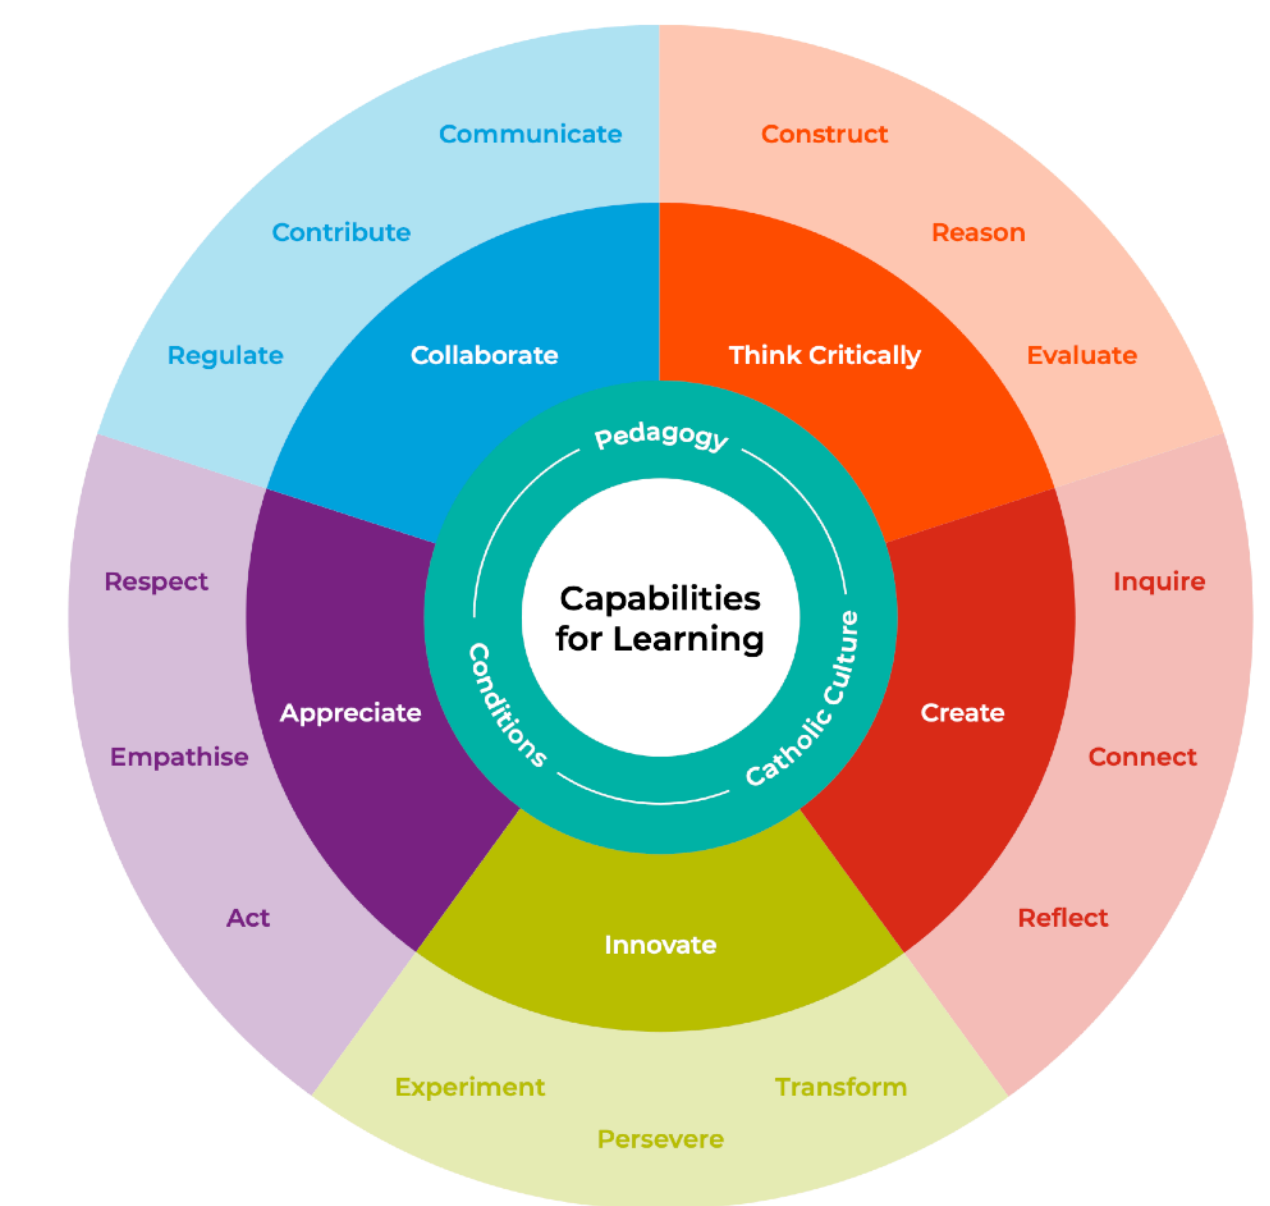 Communicate
Construct
Contribute
Reason
Regulate
Collaborate
Think Critically
Evaluate
Pedagogy
Respect
Inquire
Capabilities
for Learning
Conditions
Catholic Culture
Appreciate
Create
Empathise
Connect
Act
Reflect
Innovate
Experiment
Transform
Persevere